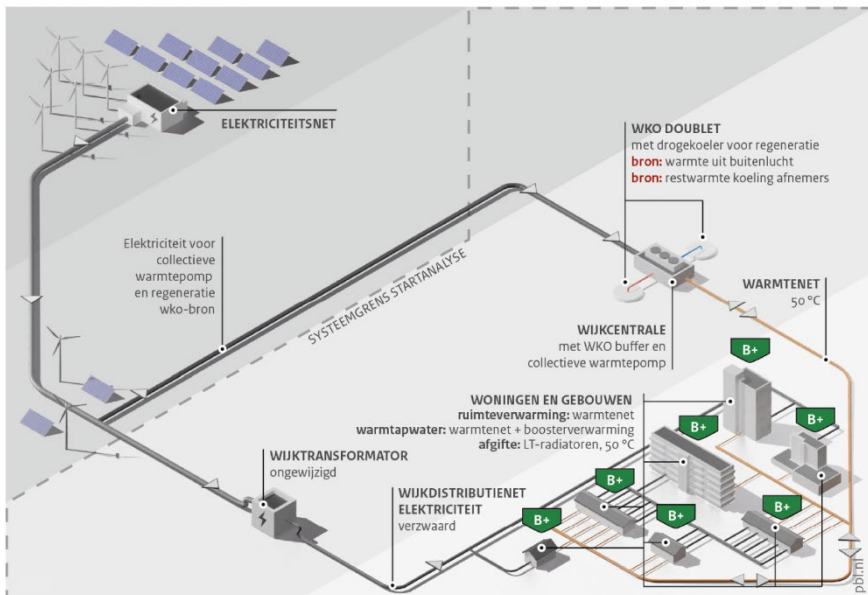 ELEKTRICITEITSNET
WKO DOUBLET
met drogekoeler voor regeneratie
bron: warmte uit buitenlucht
bron: restwarmte koeling afnemers
Elektriciteit voor
collectieve
warmtepomp
en regeneratie
wko-bron
SYSTEEMGRENS STARTANALYSE
WARMTENET
50 °C
WIJKCENTRALE
met WKO buffer en
collectieve warmtepomp
B+
WONINGEN EN GEBOUWEN
ruimteverwarming: warmtenet
warmtapwater: warmtenet + boosterverwarming
afgifte: LT-radiatoren, 50 °C
B+
B+
WIJKTRANSFORMATOR
ongewijzigd
WIJKDISTRIBUTIENET
ELEKTRICITEIT
verzwaard
B+
B+
B+
B+
pbl.nl